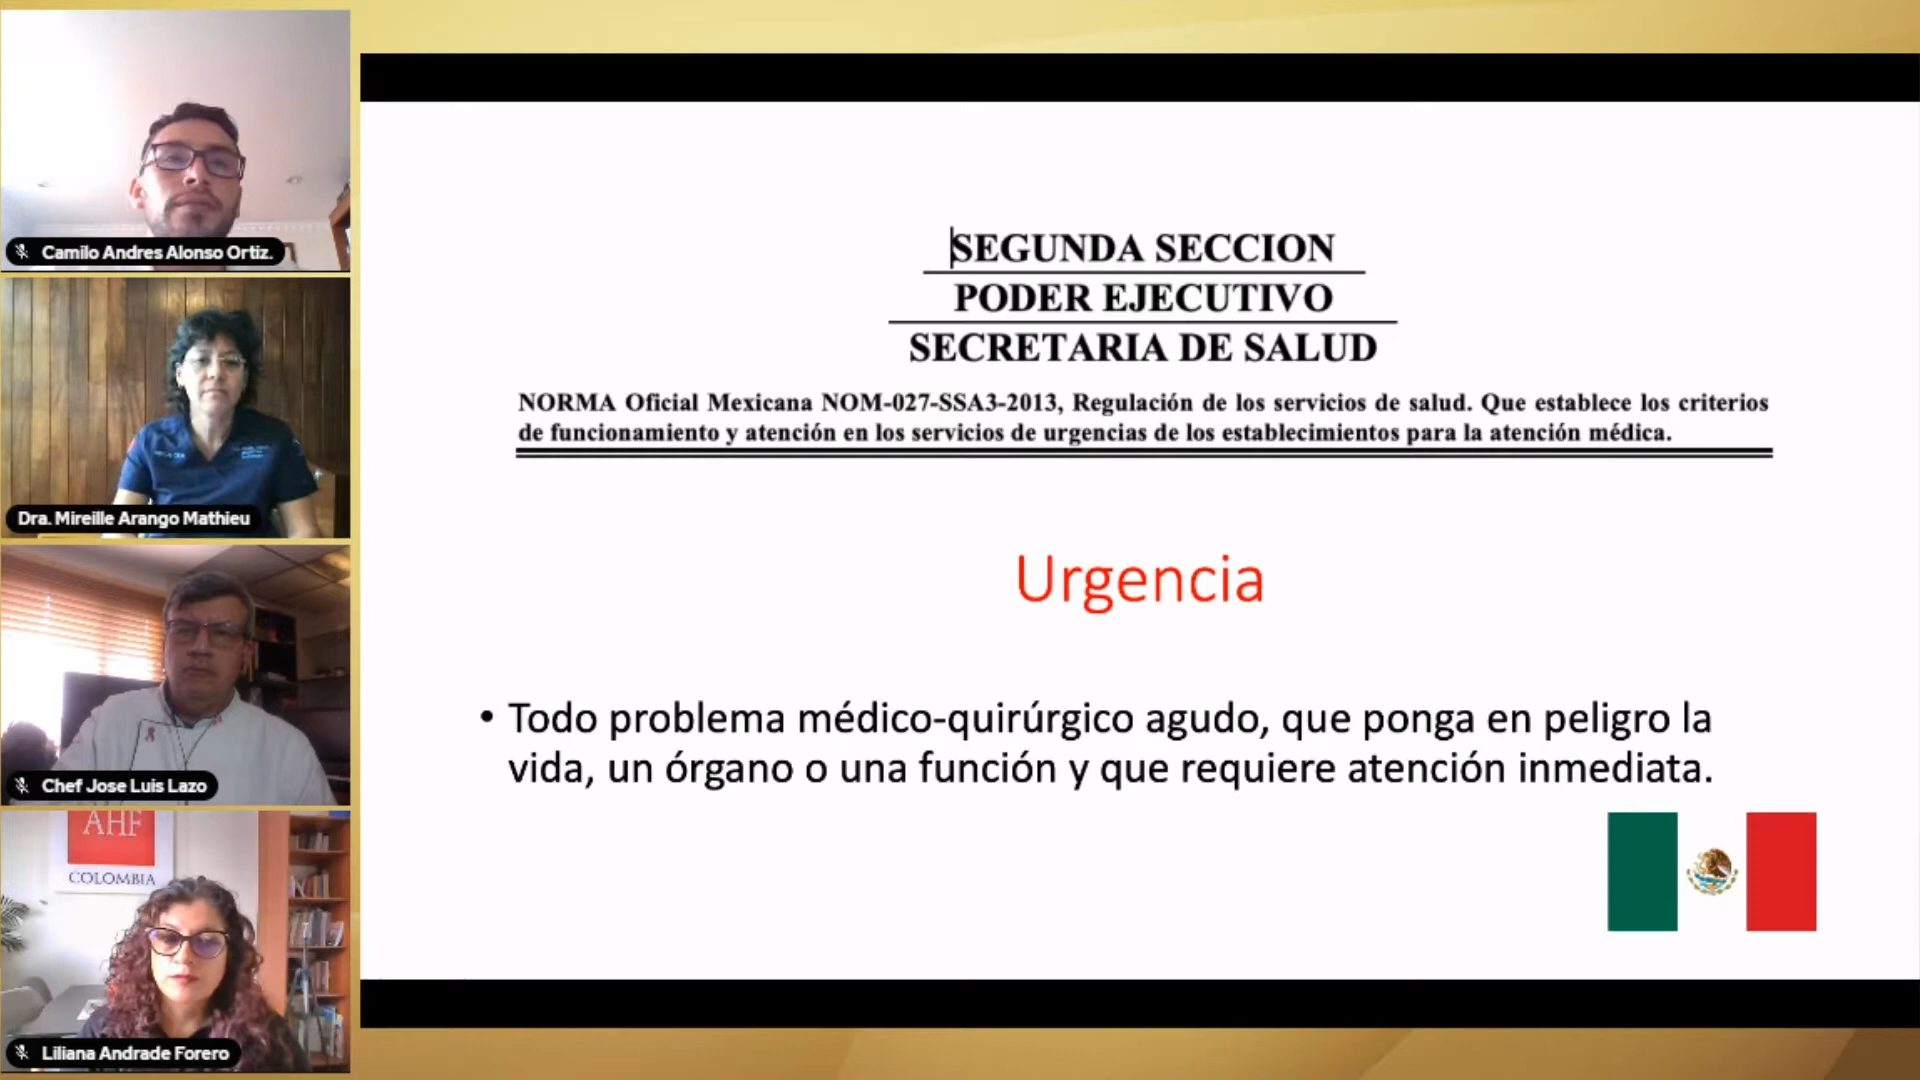 Camilo Andres Alonso Ortiz.
Dra. Mireille Arango Mathieu
Chef Jose Luis Lazo
AHF
COLOMBIA
Liliana Andrade Forero
SEGUNDA SECCION
PODER EJECUTIVO
SECRETARIA DE SALUD
NORMA Oficial Mexicana NOM-027-SSA3-2013, Regulación de los servicios de salud. Que establece los criterios
de funcionamiento y atención en los servicios de urgencias de los establecimientos para la atención médica.
Urgencia
• Todo problema médico-quirúrgico agudo, que ponga en peligro la
vida, un órgano o una función y que requiere atención inmediata.